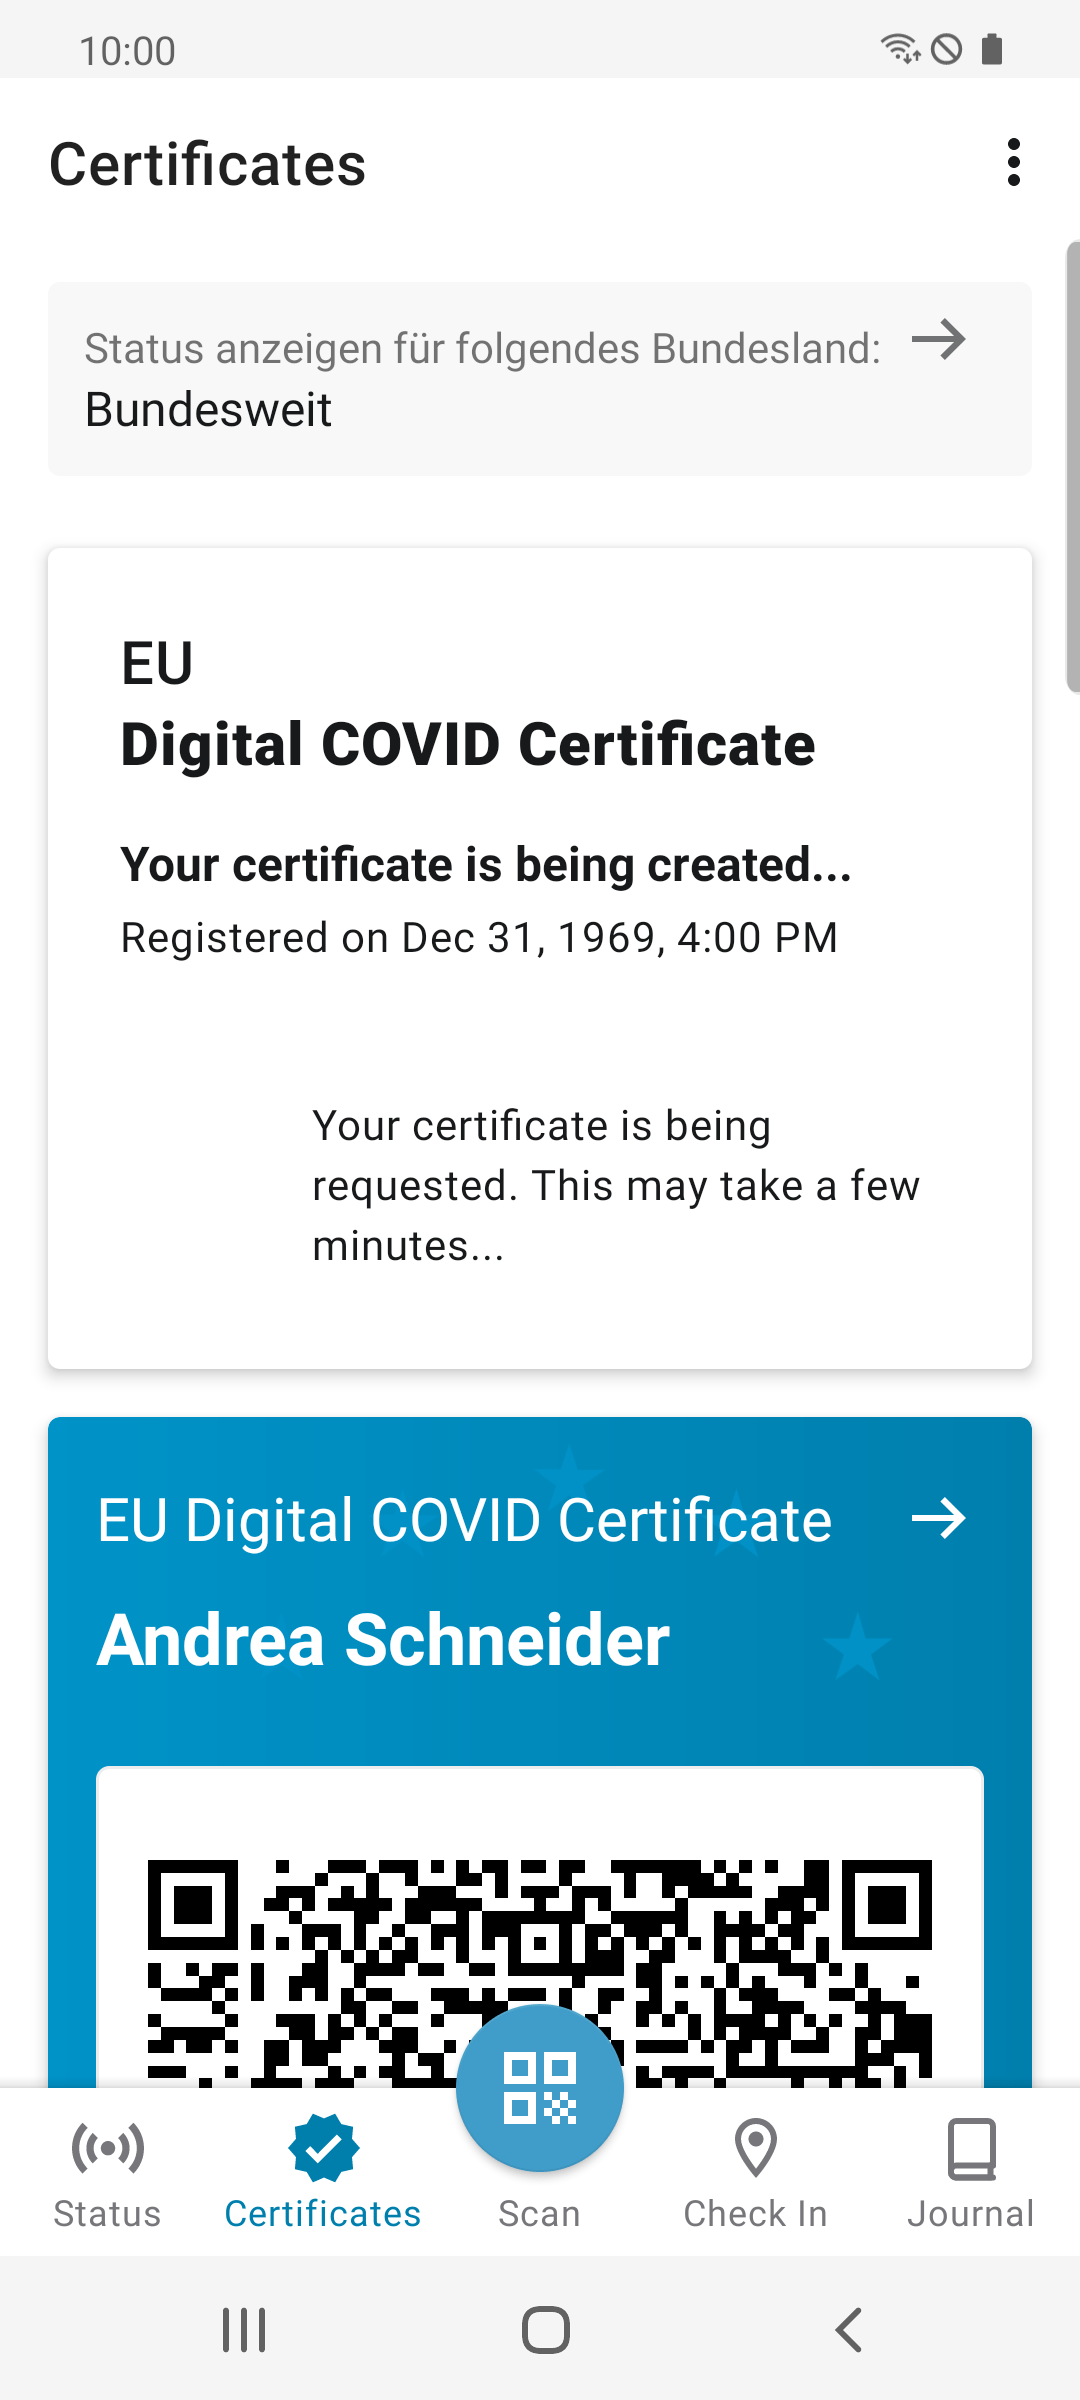 10:00
Certificates
Status anzeigen für folgendes Bundesland:
Bundesweit
EU
Digital COVID Certificate
Your certificate is being created...
Registered on Dec 31, 1969, 4:00 PM
Your certificate is being
requested. This may take a few
minutes...
EU Digital COVID Certificate
Andrea Schneider
Status
Certificates
Scan
Check In
Journal